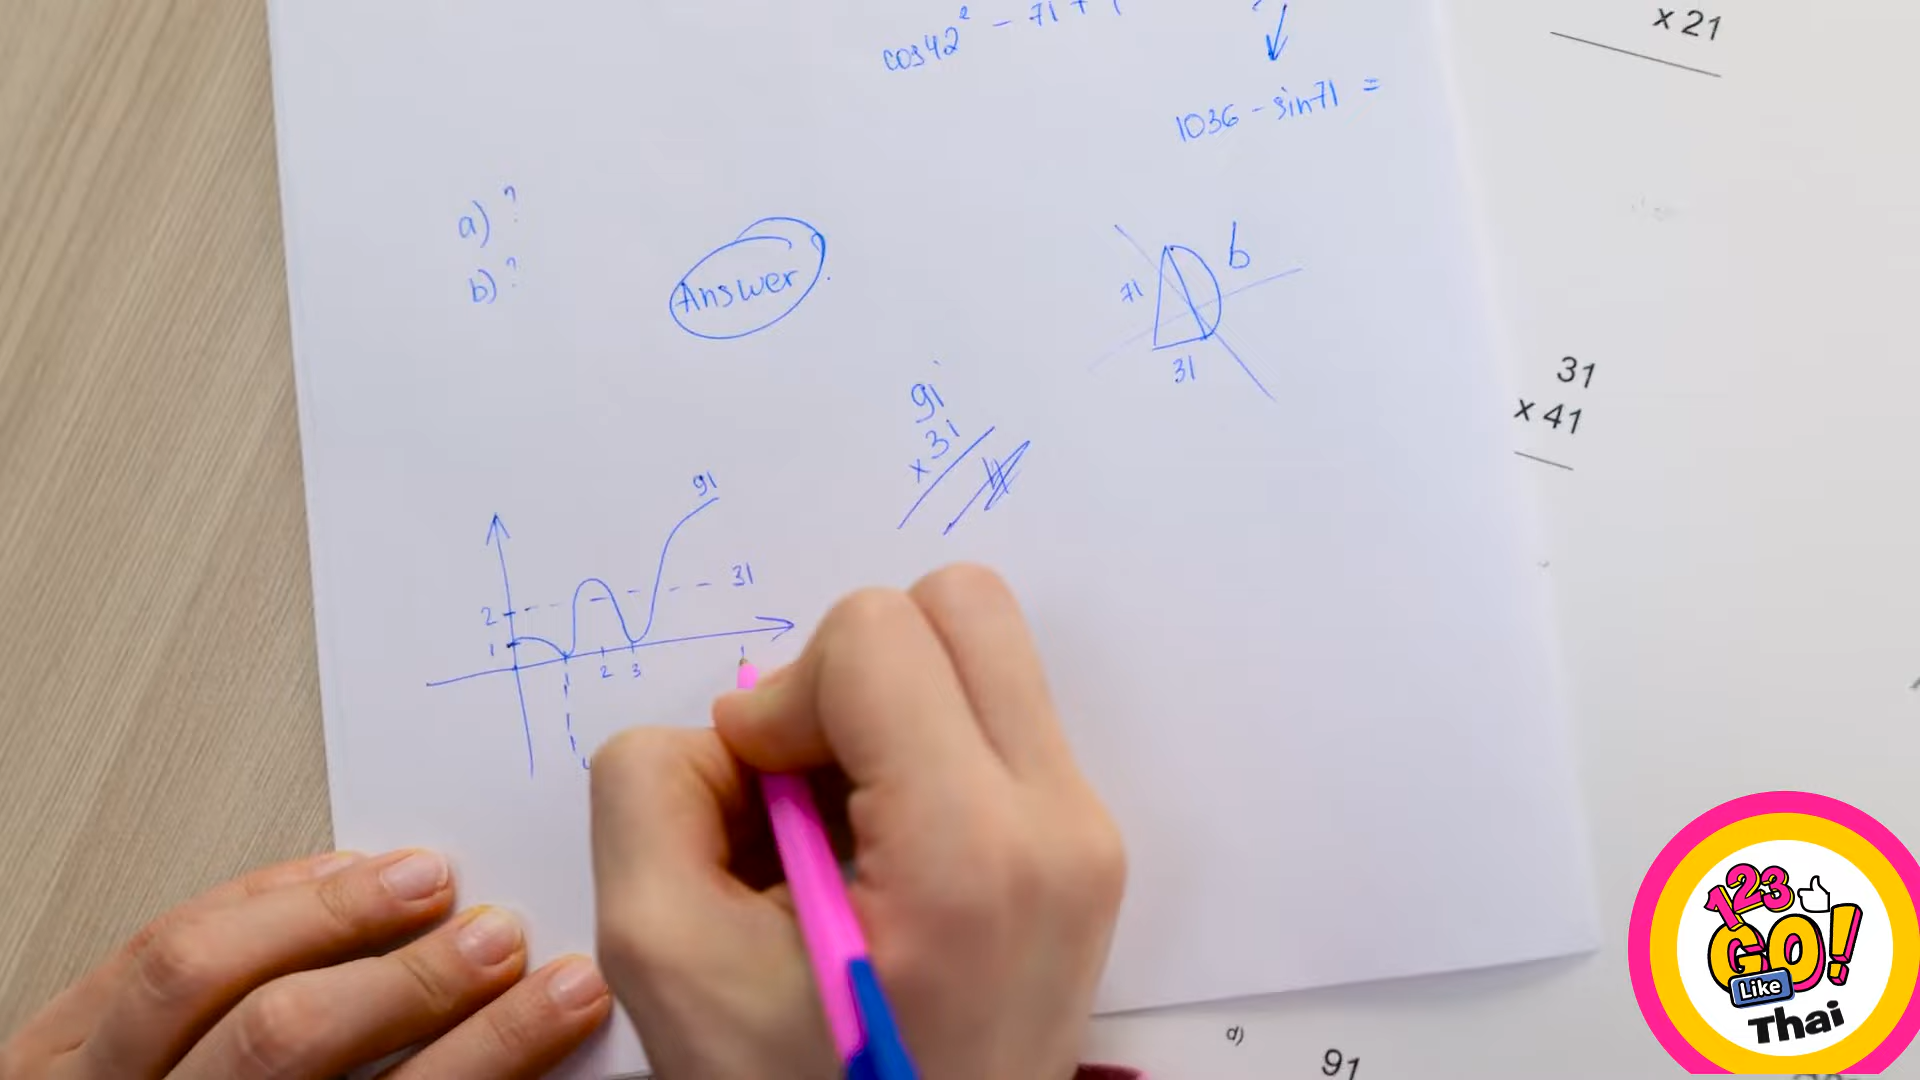 x 21
cos42² - 71 +
1036 - sin71 =
a) ?
b) ?
Answer
b
71
31
91
x 31
31
x 41
91
31
2
1
2
3
d)
91
123
GO!
Like
Thai